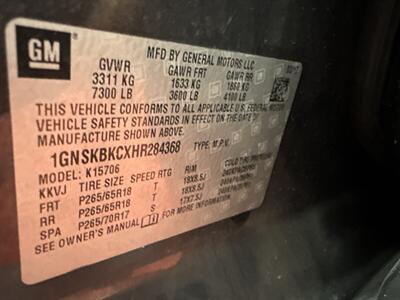 GM
MFD BY GENERAL MOTORS LLC
GVWR GAWR FRT GAWR RR
3311 KG 1633 KG 1860 KG
7300 LB 3600 LB 4100 LB
THIS VEHICLE CONFORMS TO ALL APPLICABLE U.S. FEDERAL MOTOR
VEHICLE SAFETY STANDARDS IN EFFECT ON THE DATE OF
MANUFACTURE SHOWN ABOVE.
1GNSKBKCXHR284368 TYPE: M.P.V.
MODEL: K15706
KKVJ TIRE SIZE SPEED RTG RIM COLD TIRE
FRT P265/65R18 S 18X8.5J
RR P265/65R18 S 18X8.5J
SPA P265/70R17 S 17X7.5J
SEE OWNER'S MANUAL FOR MORE INFORMATION.